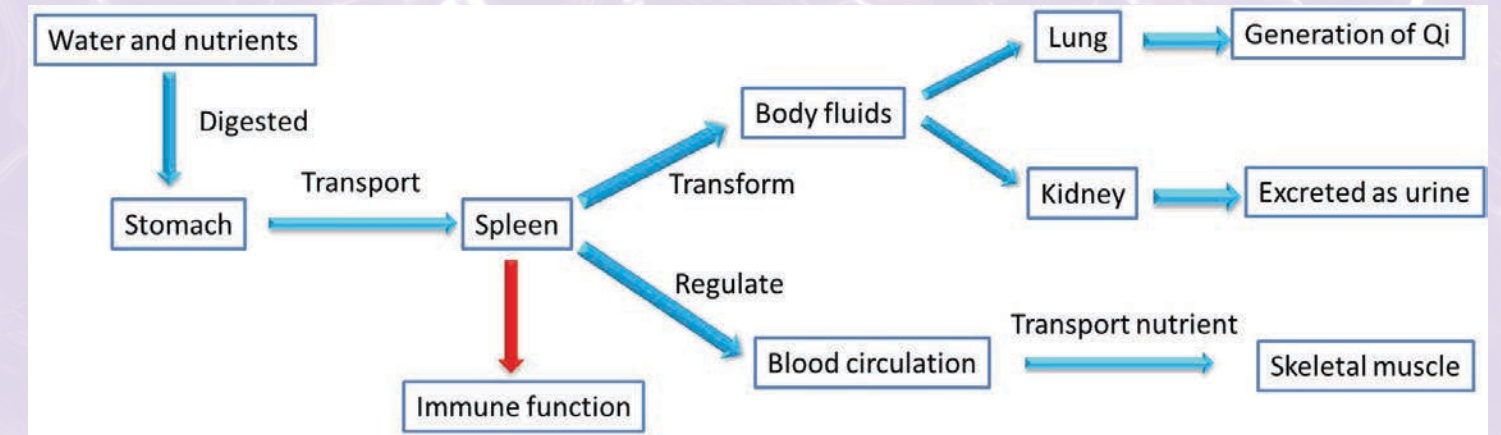 Water and nutrients
Digested
Stomach
Transport
Spleen
Transform
Body fluids
Lung
Generation of Qi
Kidney
Excreted as urine
Regulate
Blood circulation
Transport nutrient
Skeletal muscle
Immune function